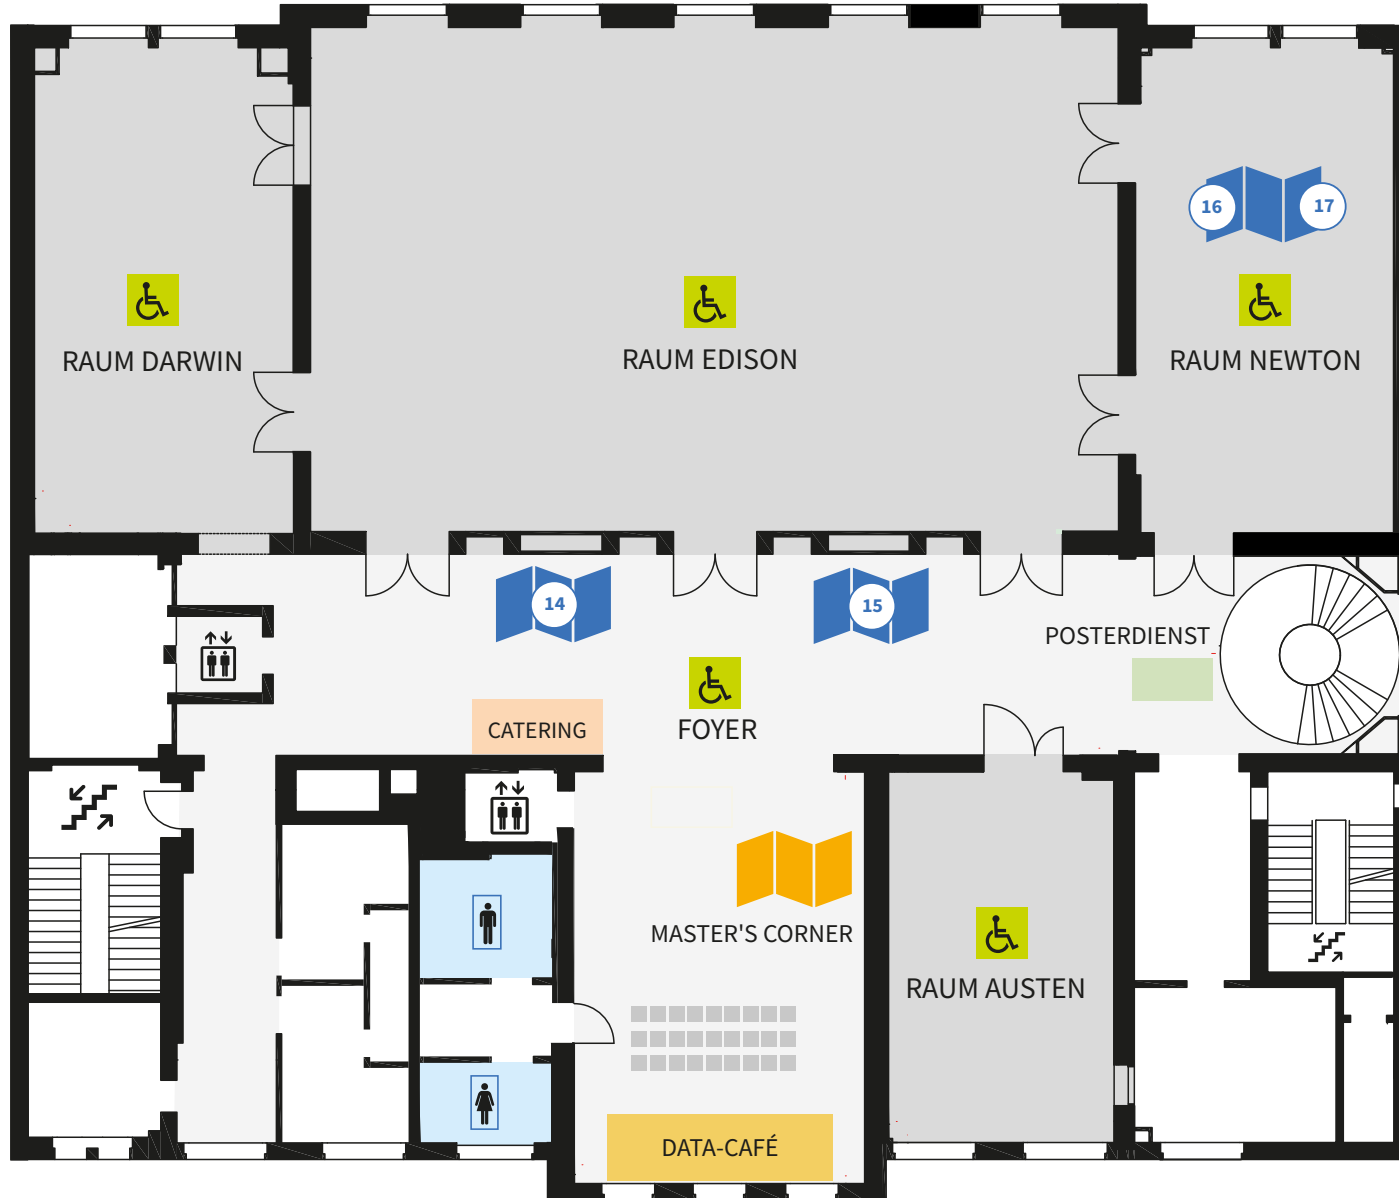 16
17
RAUM DARWIN
RAUM EDISON
RAUM NEWTON
14
15
POSTERDIENST
CATERING
FOYER
MASTER'S CORNER
RAUM AUSTEN
DATA-CAFÉ